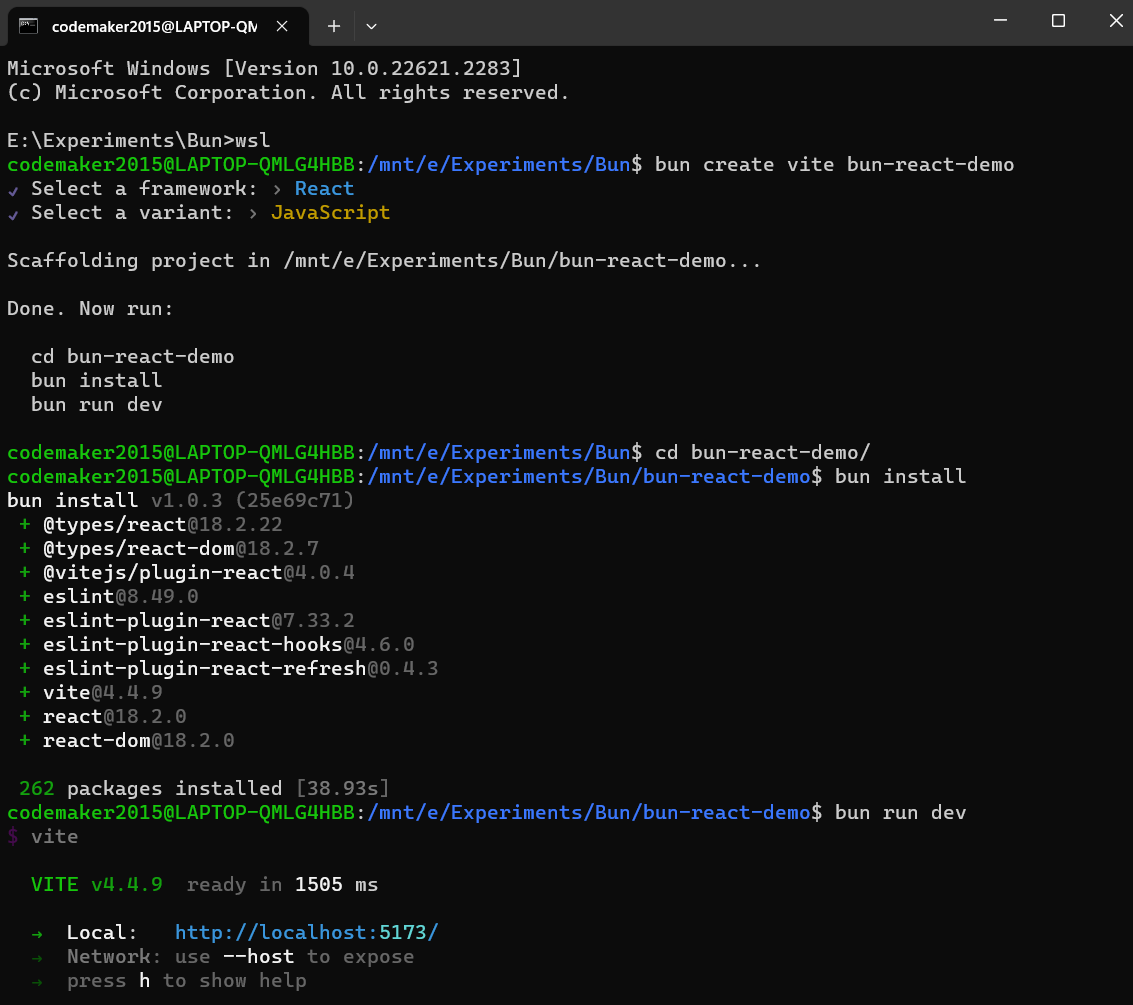 codemaker2015@LAPTOP-QM
Microsoft Windows [Version 10.0.22621.2283]
(c) Microsoft Corporation. All rights reserved.
E:\Experiments\Bun>wsl
codemaker2015@LAPTOP-QMLG4HBB:/mnt/e/Experiments/Bun$ bun create vite bun-react-demo
✔ Select a framework: › React
✔ Select a variant: › JavaScript
Scaffolding project in /mnt/e/Experiments/Bun/bun-react-demo...
Done. Now run:
cd bun-react-demo
bun install
bun run dev
codemaker2015@LAPTOP-QMLG4HBB:/mnt/e/Experiments/Bun$ cd bun-react-demo/
codemaker2015@LAPTOP-QMLG4HBB:/mnt/e/Experiments/Bun/bun-react-demo$ bun install
bun install v1.0.3 (25e69c71)
+ @types/react@18.2.22
+ @types/react-dom@18.2.7
+ @vitejs/plugin-react@4.0.4
+ eslint@8.49.0
+ eslint-plugin-react@7.33.2
+ eslint-plugin-react-hooks@4.6.0
+ eslint-plugin-react-refresh@0.4.3
+ vite@4.4.9
+ react@18.2.0
+ react-dom@18.2.0
262 packages installed [38.93s]
codemaker2015@LAPTOP-QMLG4HBB:/mnt/e/Experiments/Bun/bun-react-demo$ bun run dev
$ vite
VITE v4.4.9 ready in 1505 ms
→ Local: http://localhost:5173/
→ Network: use --host to expose
→ press h to show help